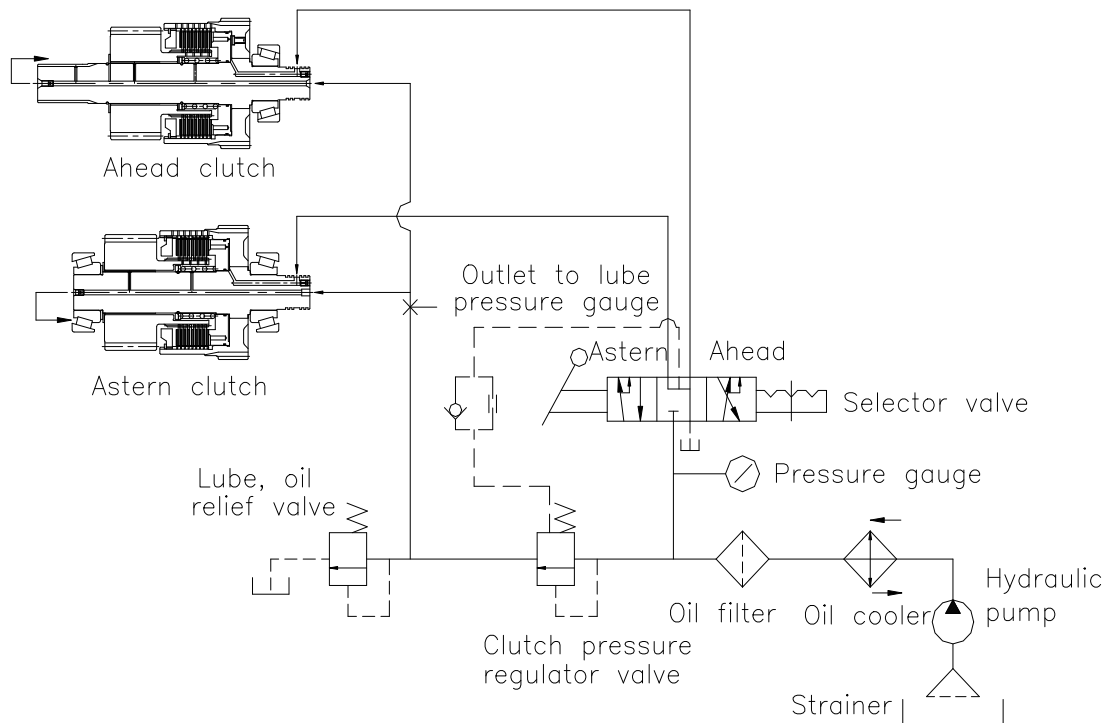 Ahead clutch
Astern clutch
Outlet to lube
pressure gauge
Astern
Ahead
Selector valve
Pressure gauge
Lube, oil
relief valve
Clutch pressure
regulator valve
Oil filter
Oil cooler
Hydraulic
pump
Strainer